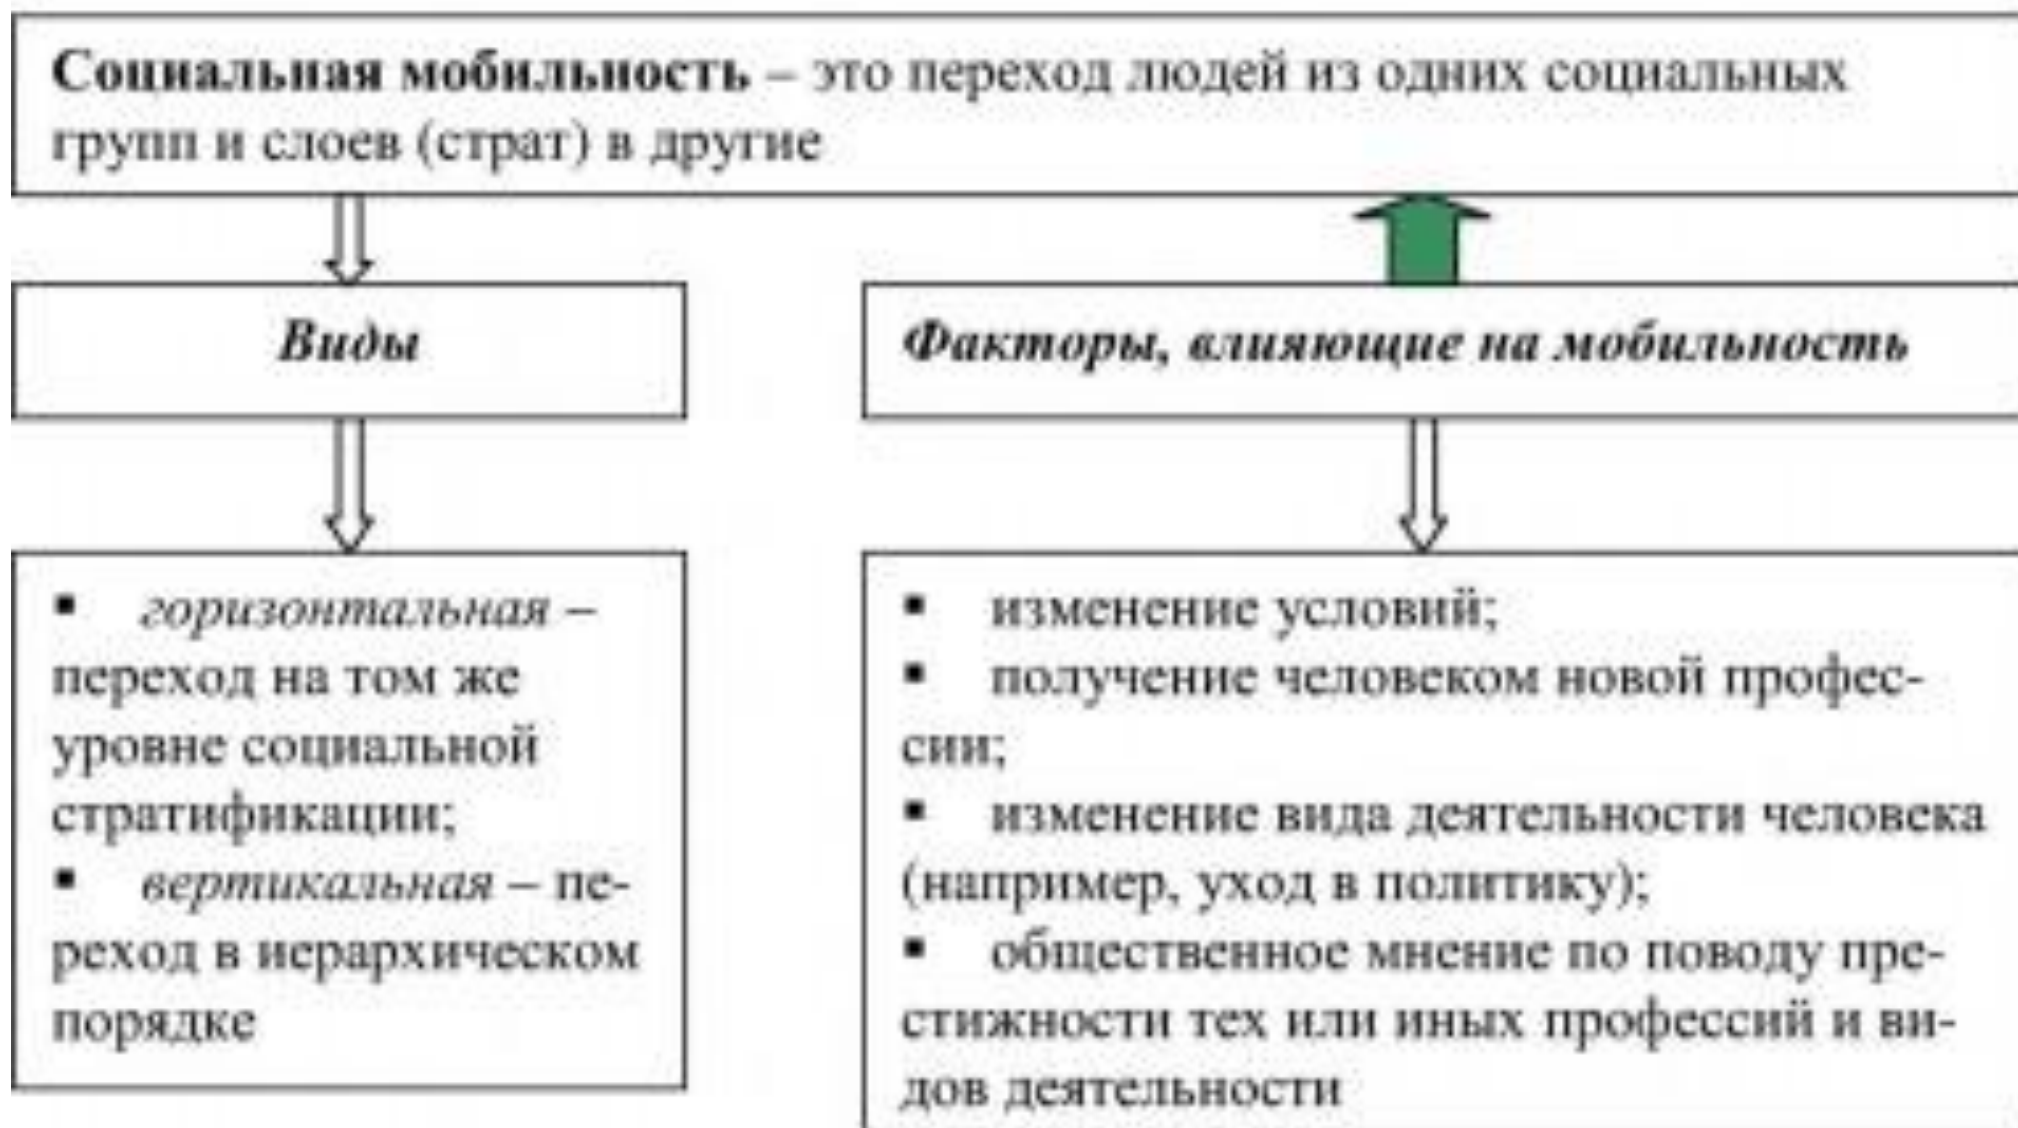 Социальная мобильность – это переход людей из одних социальных
групп и слоев (страт) в другие
Виды
Факторы, влияющие на мобильность
▪ горизонтальная –
переход на том же
уровне социальной
стратификации;
▪ вертикальная – пе-
реход в иерархическом
порядке
▪ изменение условий;
▪ получение человеком новой профес-
сии;
▪ изменение вида деятельности человека
(например, уход в политику);
▪ общественное мнение по поводу пре-
стижности тех или иных профессий и ви-
дов деятельности